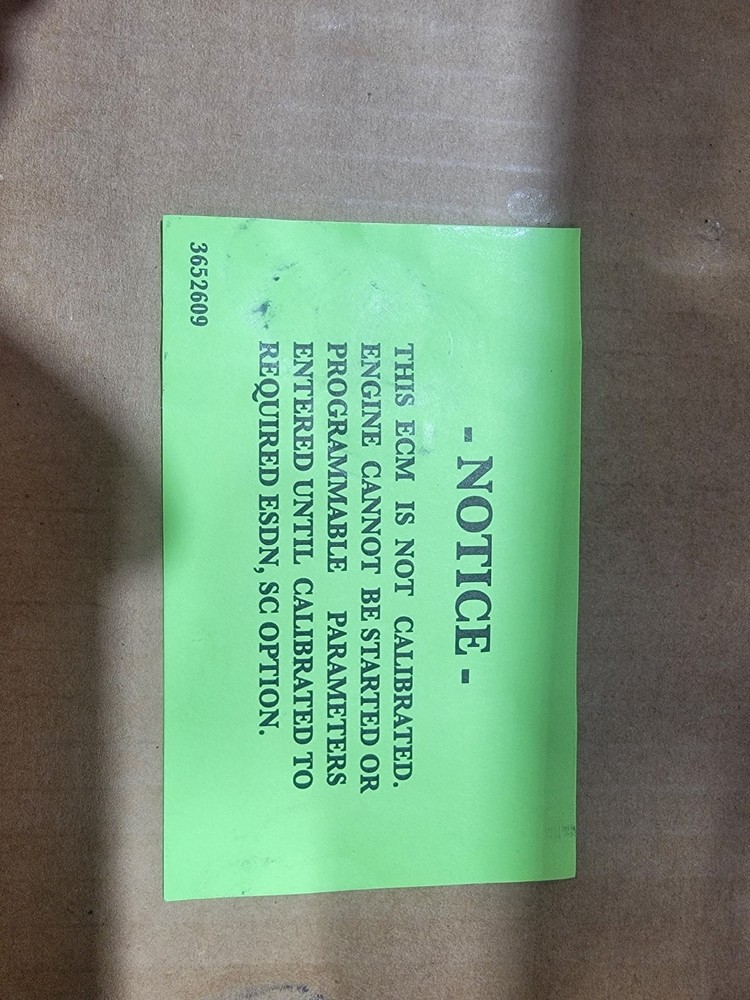 - NOTICE -
THIS ECM IS NOT CALIBRATED.
ENGINE CANNOT BE STARTED OR
PROGRAMMABLE PARAMETERS
ENTERED UNTIL CALIBRATED TO
REQUIRED ESDN, SC OPTION.
3652609